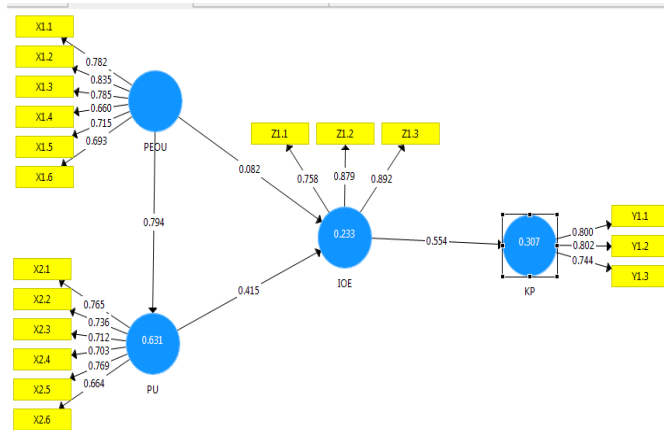 X1.1
X1.2
X1.3
X1.4
X1.5
X1.6
0.782
0.835
0.785
0.660
0.715
0.693
PEOU
0.794
0.082
Z1.1
Z1.2
Z1.3
0.758
0.879
0.892
0.233
IOE
0.554
0.307
KP
0.800
0.802
0.744
Y1.1
Y1.2
Y1.3
0.415
X2.1
X2.2
X2.3
X2.4
X2.5
X2.6
0.765
0.736
0.712
0.703
0.769
0.664
0.631
PU